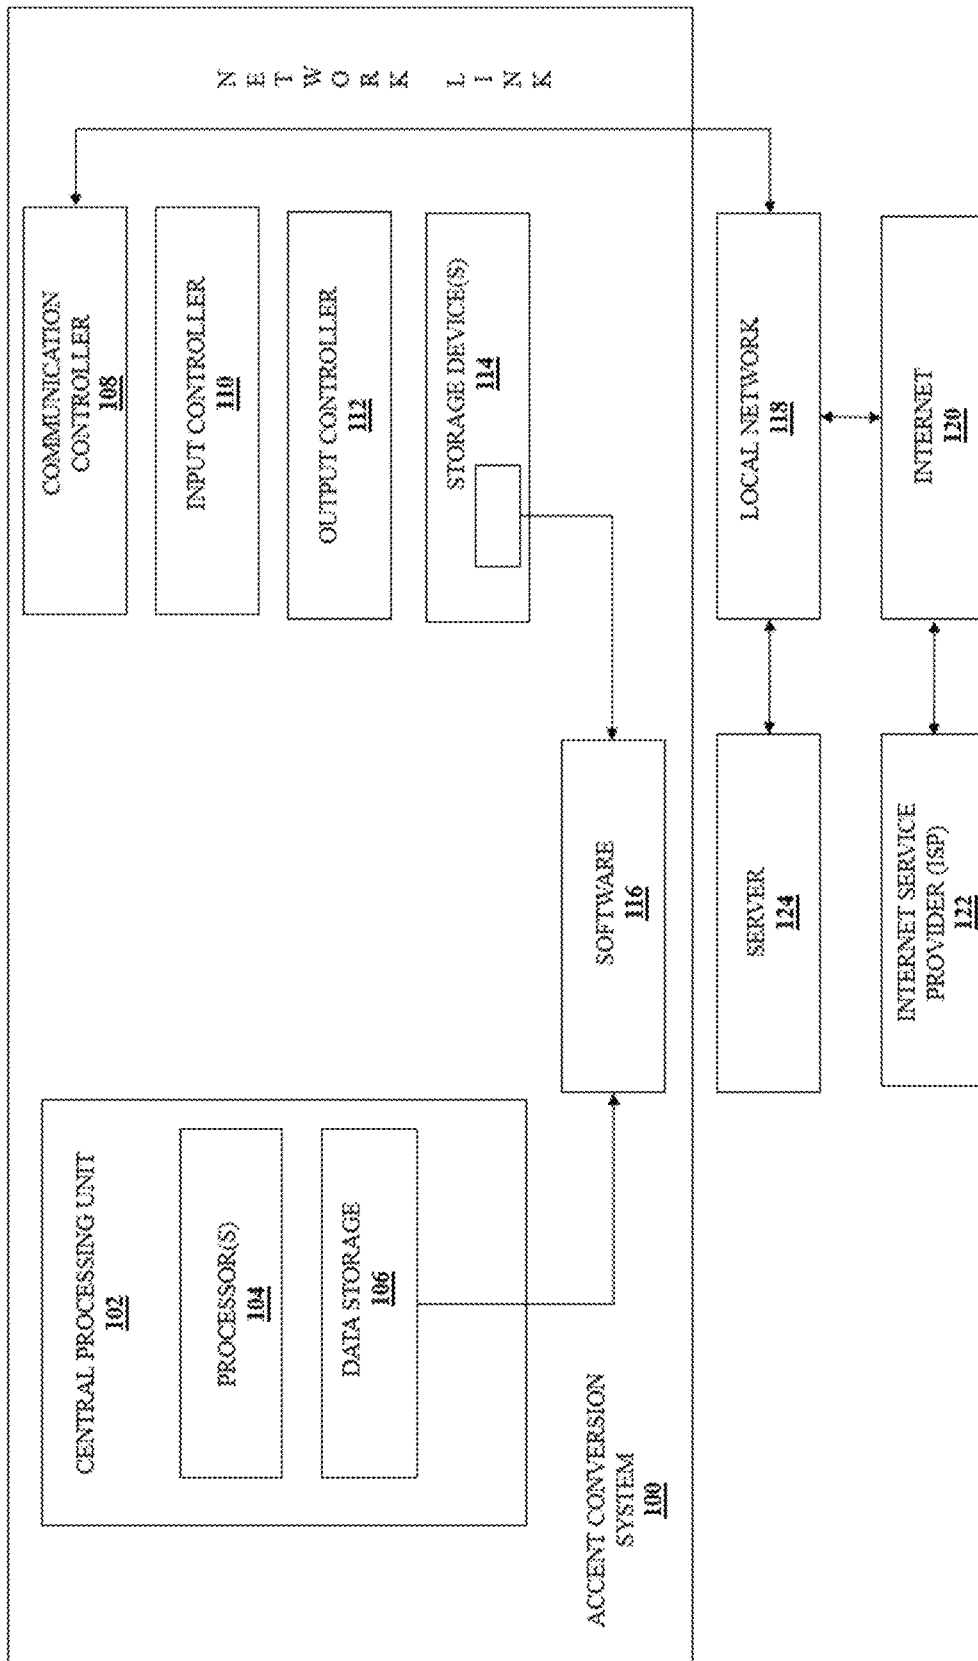 CENTRAL PROCESSING UNIT
102
PROCESSOR(S)
104
DATA STORAGE
106
ACCENT CONVERSION
SYSTEM
100
SOFTWARE
116
COMMUNICATION
CONTROLLER
108
INPUT CONTROLLER
110
OUTPUT CONTROLLER
112
STORAGE DEVICE(S)
114
NETWORK LINK
SERVER
124
LOCAL NETWORK
118
INTERNET SERVICE
PROVIDER (ISP)
122
INTERNET
120